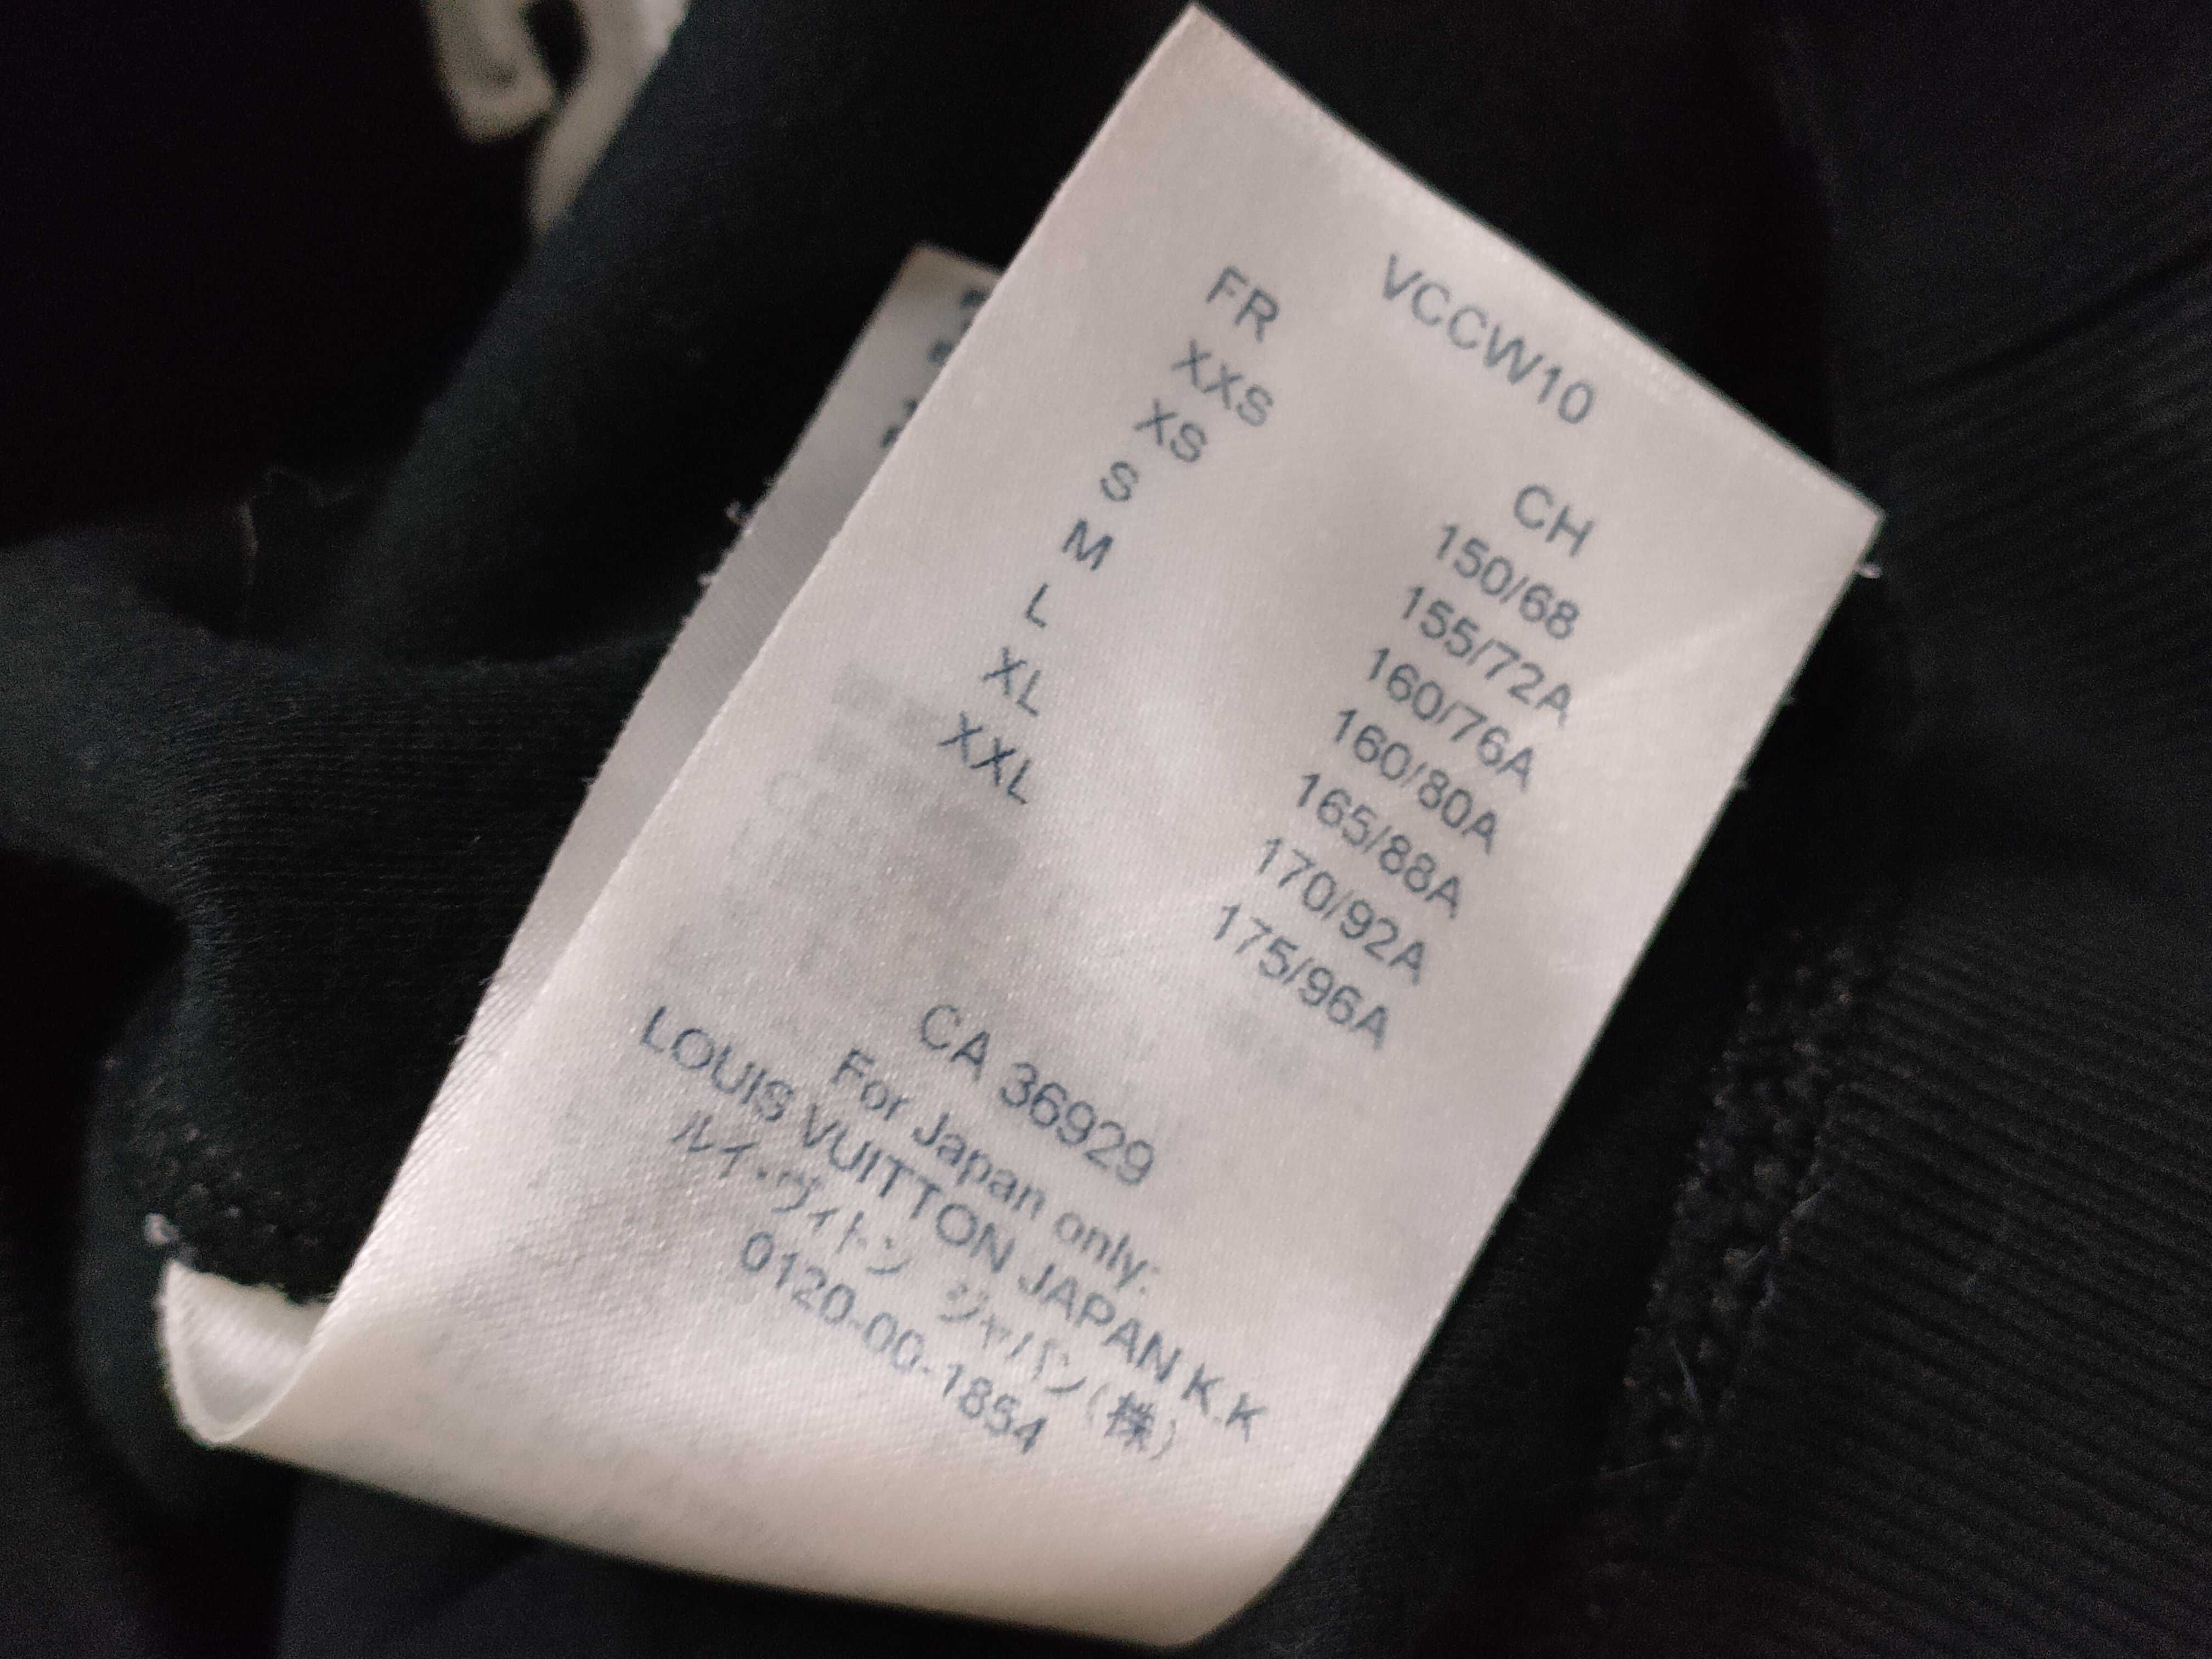 VCCW10
FR CH
XXS 150/68
XS 155/72A
S 160/76A
M 160/80A
L 165/88A
XL 170/92A
XXL 175/96A
CA 36929
For Japan only:
LOUIS VUITTON JAPAN K.K
ルイ・ヴィトン ジャパン(株)
0120-00-1854